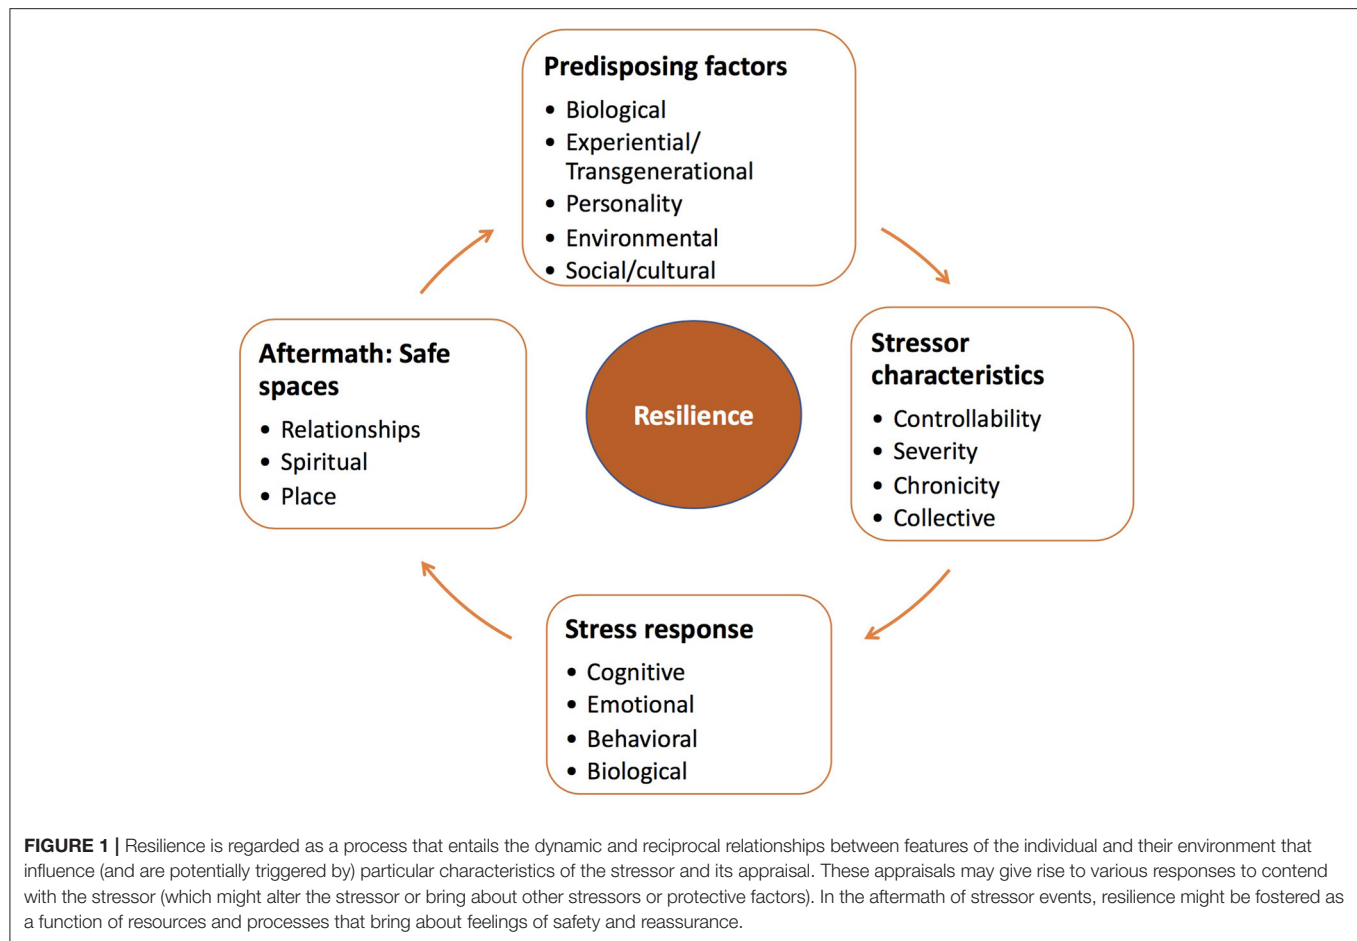 Predisposing factors
• Biological
• Experiential/
Transgenerational
• Personality
• Environmental
• Social/cultural
Aftermath: Safe
spaces
• Relationships
• Spiritual
• Place
Resilience
Stressor
characteristics
• Controllability
• Severity
• Chronicity
• Collective
Stress response
• Cognitive
• Emotional
• Behavioral
• Biological
FIGURE 1 | Resilience is regarded as a process that entails the dynamic and reciprocal relationships between features of the individual and their environment that
influence (and are potentially triggered by) particular characteristics of the stressor and its appraisal. These appraisals may give rise to various responses to contend
with the stressor (which might alter the stressor or bring about other stressors or protective factors). In the aftermath of stressor events, resilience might be fostered as
a function of resources and processes that bring about feelings of safety and reassurance.